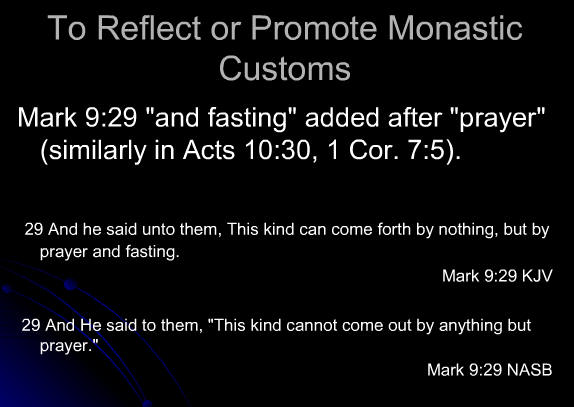 To Reflect or Promote Monastic
Customs
Mark 9:29 "and fasting" added after "prayer"
(similarly in Acts 10:30, 1 Cor. 7:5).
29 And he said unto them, This kind can come forth by nothing, but by
prayer and fasting.
Mark 9:29 KJV
29 And He said to them, "This kind cannot come out by anything but
prayer."
Mark 9:29 NASB